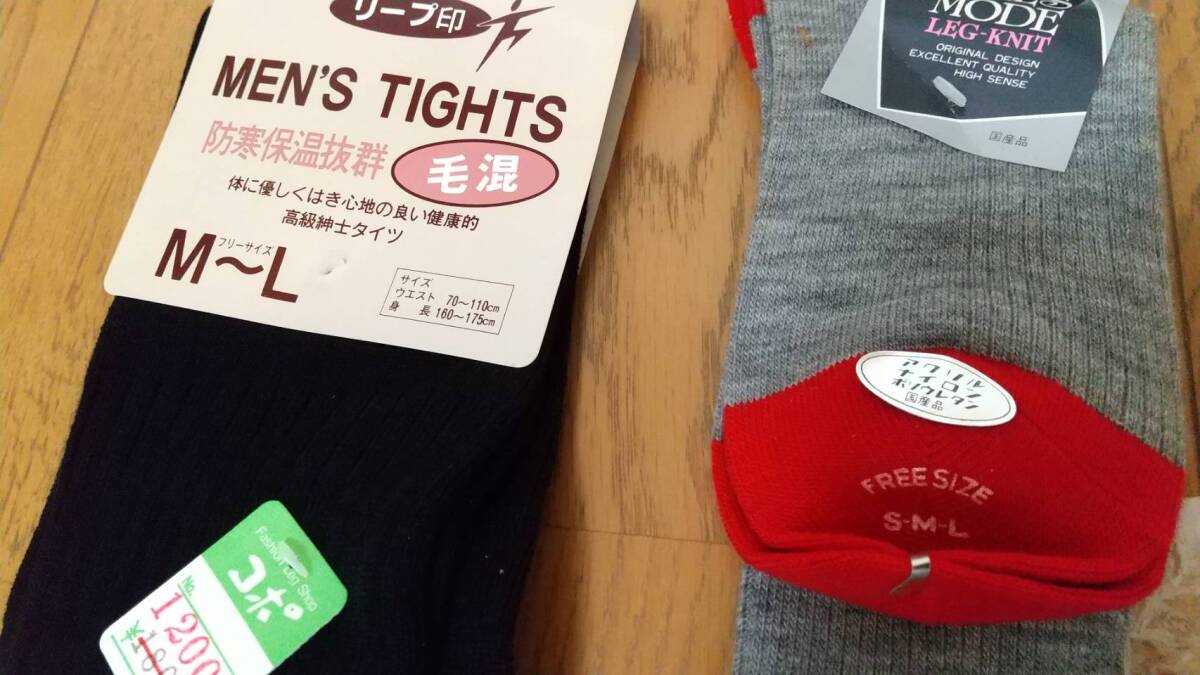 リープ印
MEN'S TIGHTS
防寒保温抜群
毛混
体に優しくはき心地の良い健康的
高級紳士タイツ
フリーサイズ
M〜L
サイズ
ウエスト 70〜110cm
身 長 160〜175cm
Fashion Leg Shop
コポ
No.
1200
MODE
LEG-KNIT
ORIGINAL DESIGN
EXCELLENT QUALITY
HIGH SENSE
国産品
アクリル
ナイロン
ポリウレタン
国産品
FREE SIZE
S-M-L